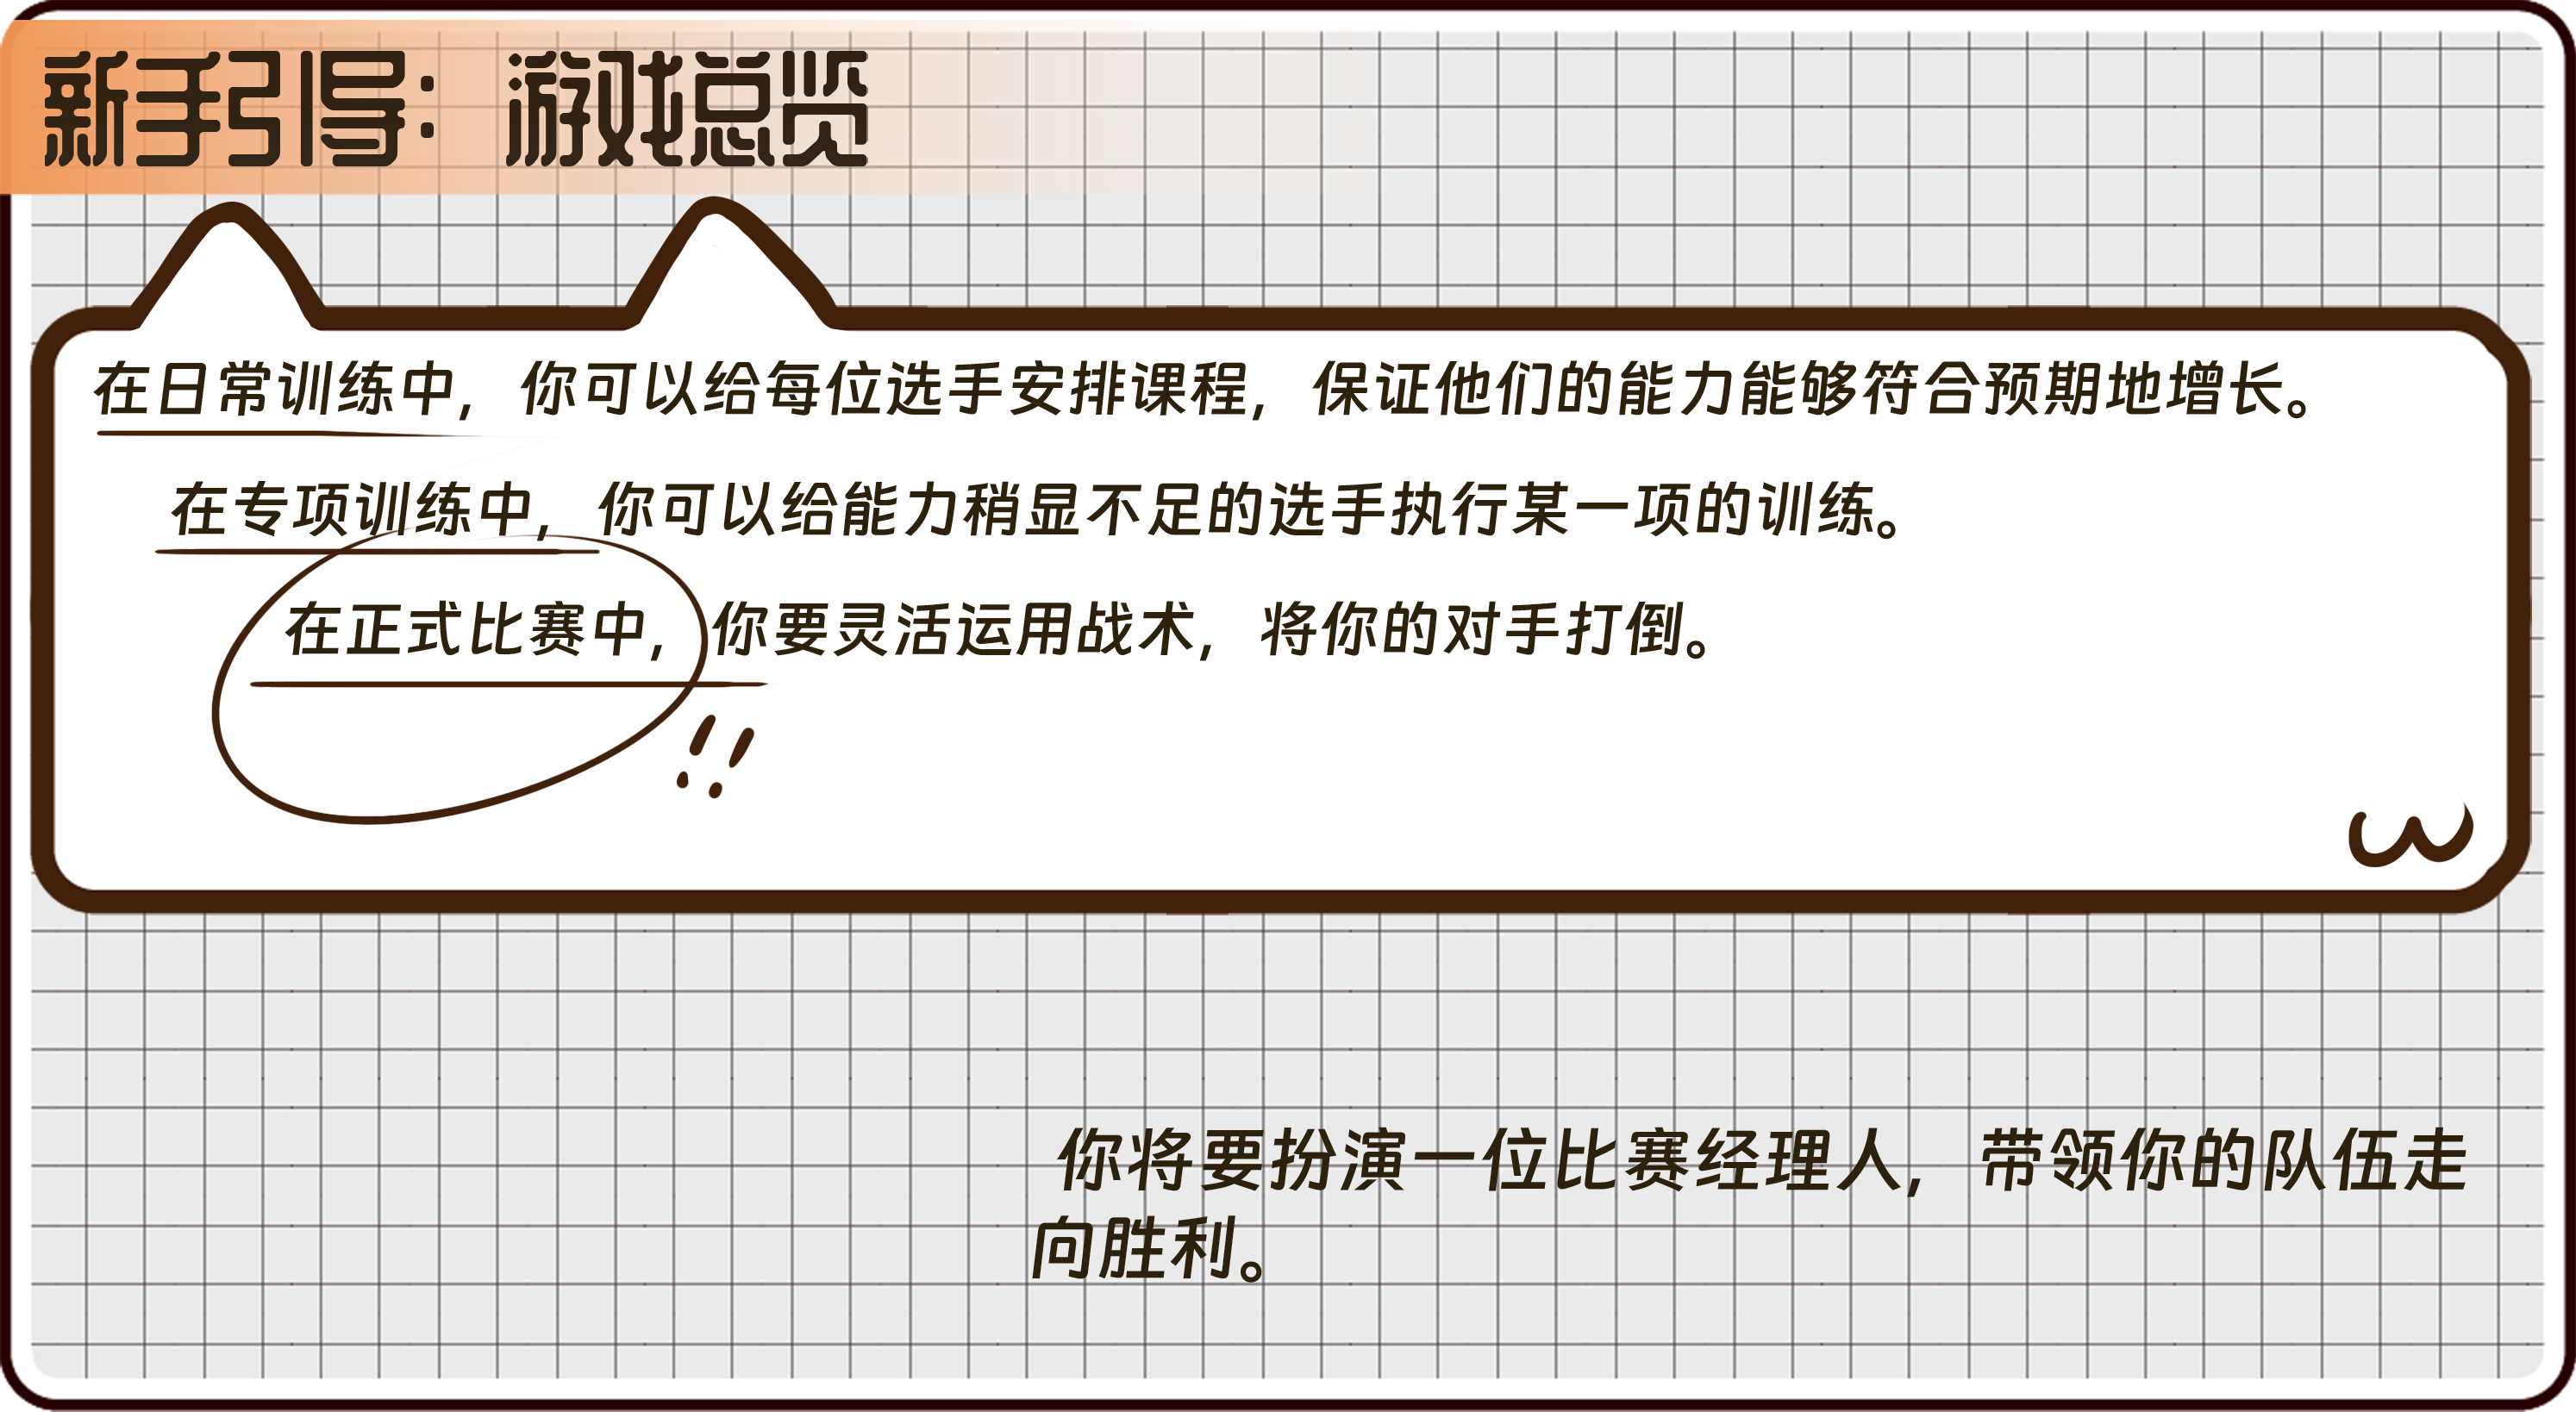 新手引得：游戏总览
在日常训练中，你可以给每位选手安排课程，保证他们的能力能够符合预期地增长。
在专项训练中，你可以给能力稍显不足的选手执行某一项的训练。
在正式比赛中，你要灵活运用战术，将你的对手打倒。
!!
你将要扮演一位比赛经理人，带领你的队伍走
向胜利。